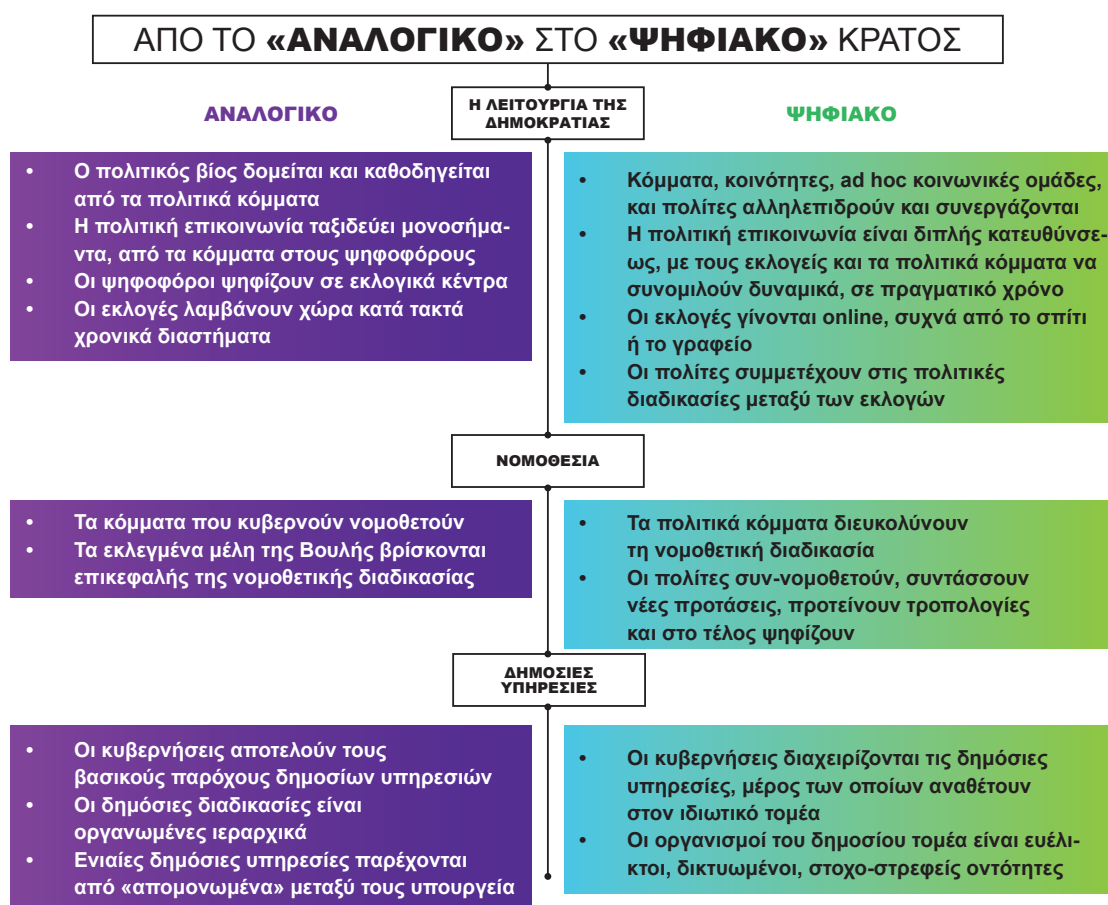 ΑΠΟ ΤΟ «ΑΝΑΛΟΓΙΚΟ» ΣΤΟ «ΨΗΦΙΑΚΟ» ΚΡΑΤΟΣ
Η ΛΕΙΤΟΥΡΓΙΑ ΤΗΣ
ΔΗΜΟΚΡΑΤΙΑΣ
ΑΝΑΛΟΓΙΚΟ
• Ο πολιτικός βίος δομείται και καθοδηγείται
από τα πολιτικά κόμματα
• Η πολιτική επικοινωνία ταξιδεύει μονοσήμα-
ντα, από τα κόμματα στους ψηφοφόρους
• Οι ψηφοφόροι ψηφίζουν σε εκλογικά κέντρα
• Οι εκλογές λαμβάνουν χώρα κατά τακτά
χρονικά διαστήματα
ΨΗΦΙΑΚΟ
• Κόμματα, κοινότητες, ad hoc κοινωνικές ομάδες,
και πολίτες αλληλεπιδρούν και συνεργάζονται
• Η πολιτική επικοινωνία είναι διπλής κατευθύνσε-
ως, με τους εκλογείς και τα πολιτικά κόμματα να
συνομιλούν δυναμικά, σε πραγματικό χρόνο
• Οι εκλογές γίνονται online, συχνά από το σπίτι
ή το γραφείο
• Οι πολίτες συμμετέχουν στις πολιτικές
διαδικασίες μεταξύ των εκλογών
ΝΟΜΟΘΕΣΙΑ
• Τα κόμματα που κυβερνούν νομοθετούν
• Τα εκλεγμένα μέλη της Βουλής βρίσκονται
επικεφαλής της νομοθετικής διαδικασίας
• Τα πολιτικά κόμματα διευκολύνουν
τη νομοθετική διαδικασία
• Οι πολίτες συν-νομοθετούν, συντάσσουν
νέες προτάσεις, προτείνουν τροπολογίες
και στο τέλος ψηφίζουν
ΔΗΜΟΣΙΕΣ
ΥΠΗΡΕΣΙΕΣ
• Οι κυβερνήσεις αποτελούν τους
βασικούς παρόχους δημοσίων υπηρεσιών
• Οι δημόσιες διαδικασίες είναι
οργανωμένες ιεραρχικά
• Ενιαίες δημόσιες υπηρεσίες παρέχονται
από «απομονωμένα» μεταξύ τους υπουργεία
• Οι κυβερνήσεις διαχειρίζονται τις δημόσιες
υπηρεσίες, μέρος των οποίων αναθέτουν
στον ιδιωτικό τομέα
• Οι οργανισμοί του δημοσίου τομέα είναι ευέλι-
κτοι, δικτυωμένοι, στοχο-στρεφείς οντότητες